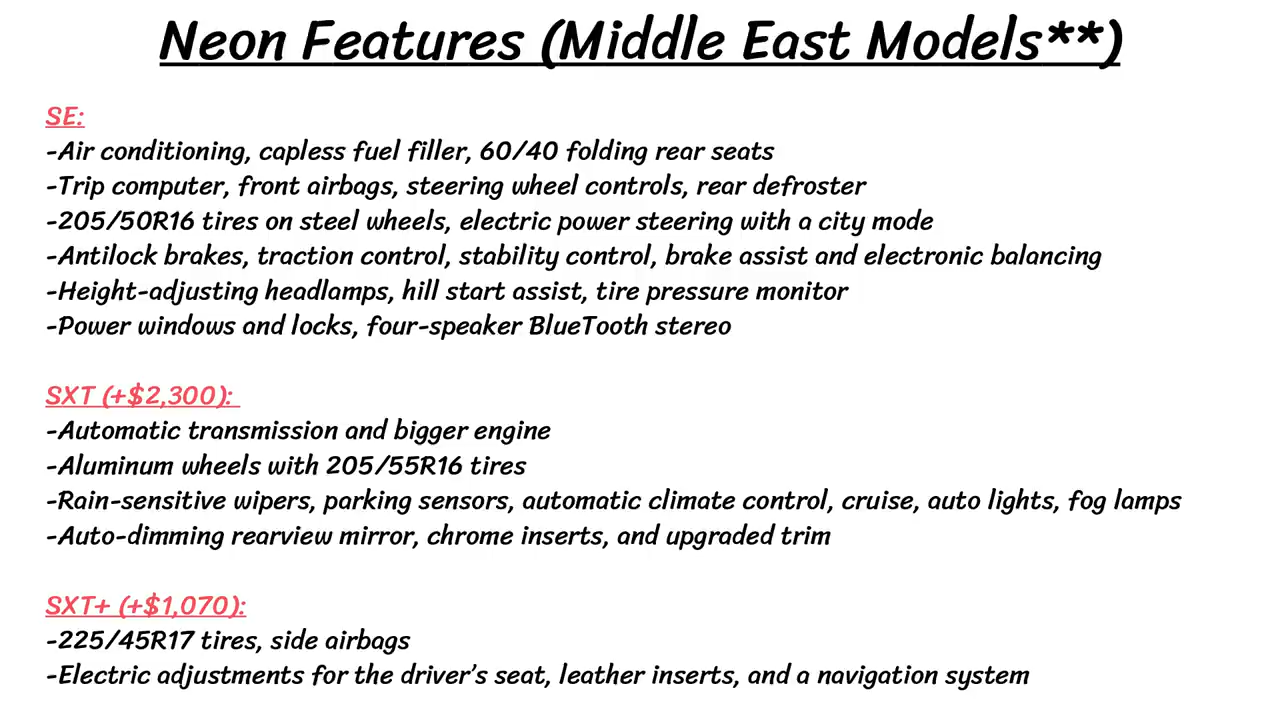 Neon Features (Middle East Models**)
SE:
-Air conditioning, capless fuel filler, 60/40 folding rear seats
-Trip computer, front airbags, steering wheel controls, rear defroster
-205/50R16 tires on steel wheels, electric power steering with a city mode
-Antilock brakes, traction control, stability control, brake assist and electronic balancing
-Height-adjusting headlamps, hill start assist, tire pressure monitor
-Power windows and locks, four-speaker BlueTooth stereo
SXT (+$2,300):
-Automatic transmission and bigger engine
-Aluminum wheels with 205/55R16 tires
-Rain-sensitive wipers, parking sensors, automatic climate control, cruise, auto lights, fog lamps
-Auto-dimming rearview mirror, chrome inserts, and upgraded trim
SXT+ (+$1,070):
-225/45R17 tires, side airbags
-Electric adjustments for the driver's seat, leather inserts, and a navigation system